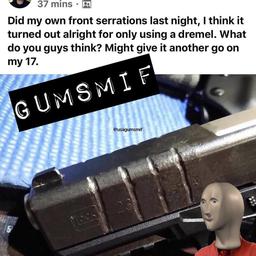 37 mins ·
Did my own front serrations last night, I think it
turned out alright for only using a dremel. What
do you guys think? Might give it another go on
my 17.
GUMSMIF
@usagumsmif